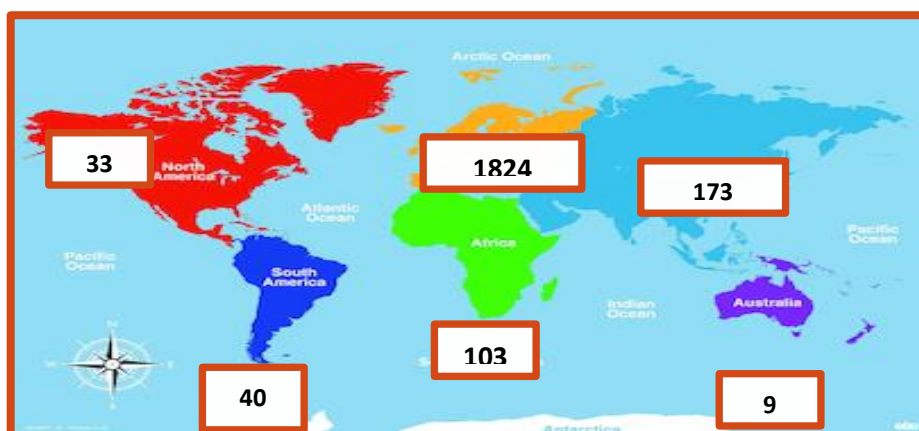 Arctic Ocean
33
North
America
1824
173
Atlantic
Ocean
Africa
Pacific
Ocean
Pacific
Ocean
South
America
Indian
Ocean
Australia
N
103
40
9
Antarctica